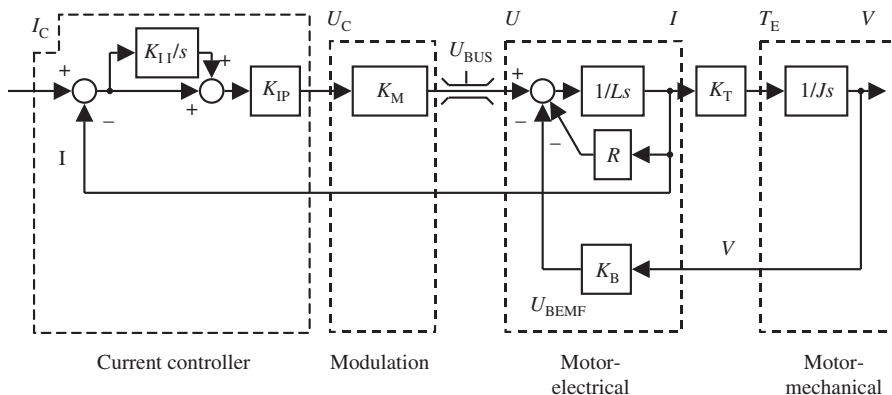 I_C
U_C
U
I
T_E
V
U_BUS
K_II/s
+
+
+
+
K_IP
K_M
1/Ls
K_T
1/Js
−
−
−
I
R
V
K_B
U_BEMF
Current controller
Modulation
Motor-
electrical
Motor-
mechanical